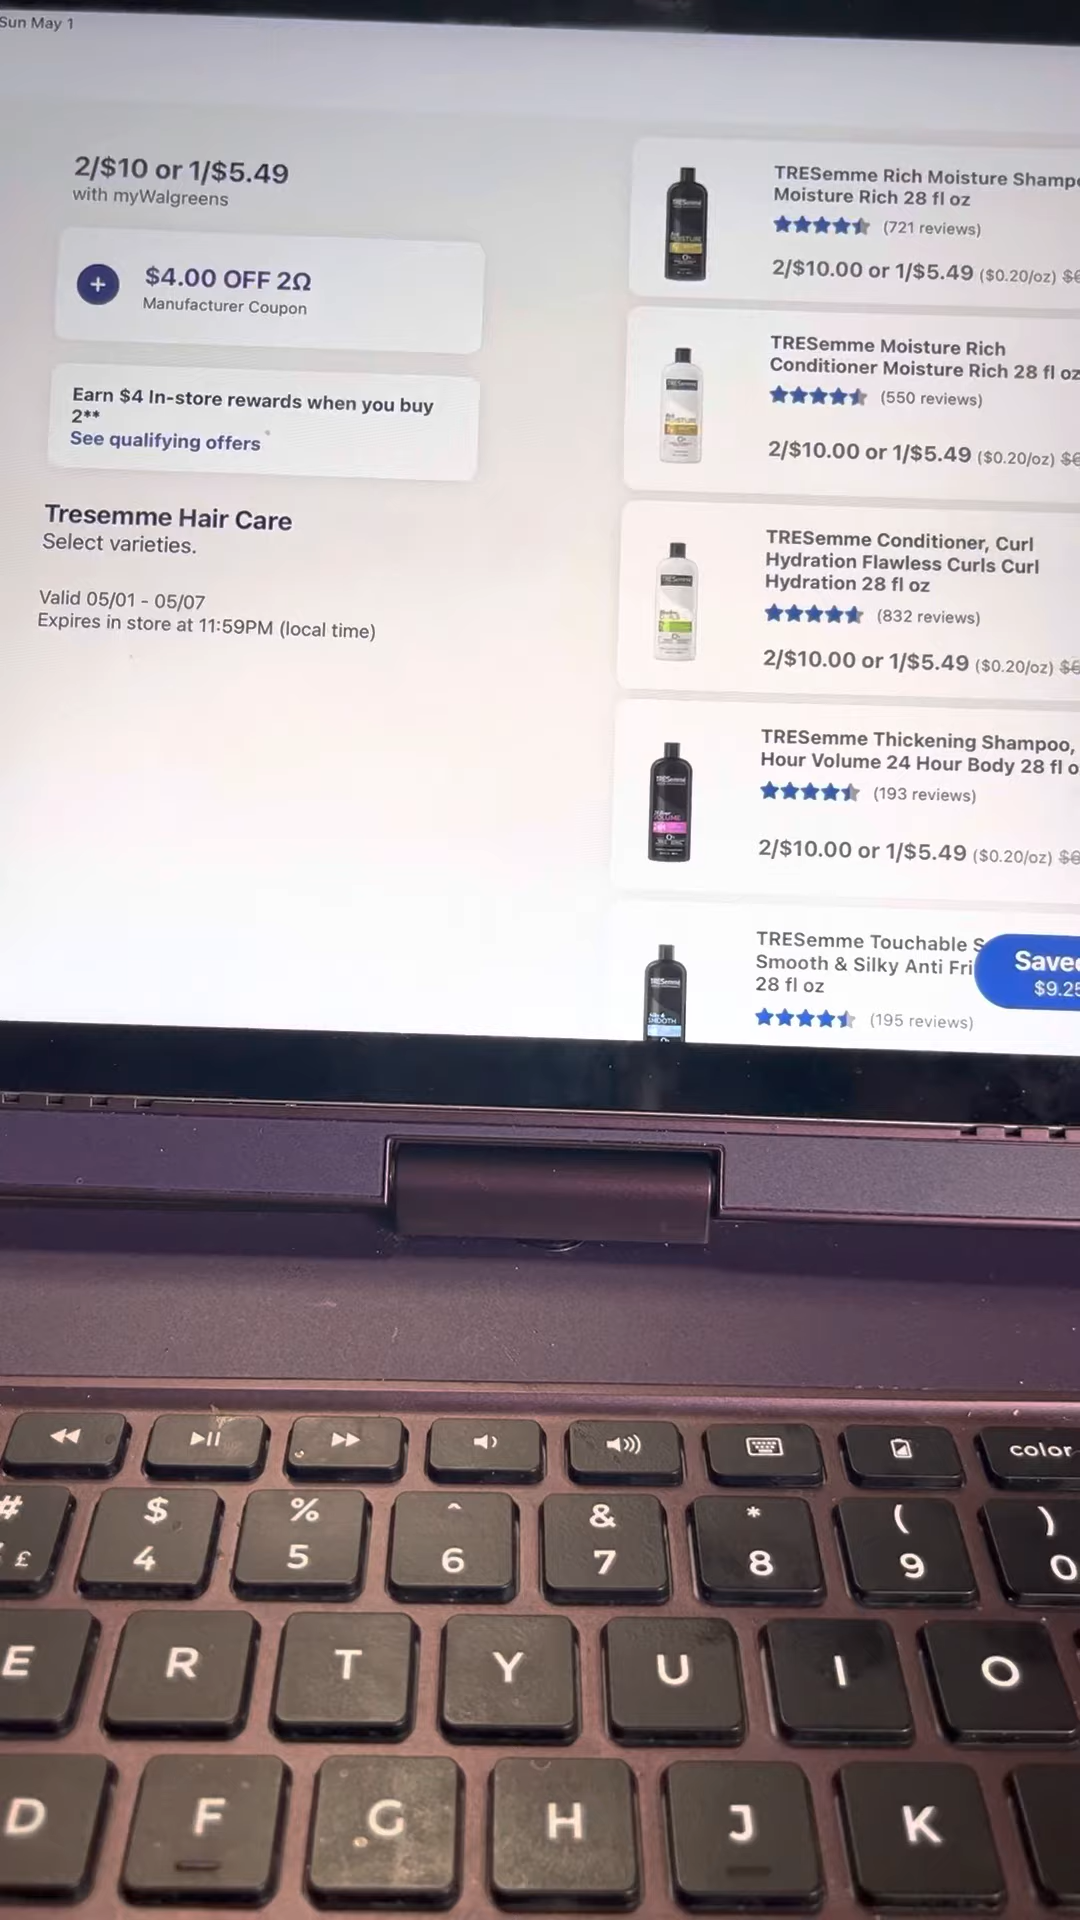 Sun May 1
2/$10 or 1/$5.49
with myWalgreens
+
$4.00 OFF 2Ω
Manufacturer Coupon
Earn $4 In-store rewards when you buy
2**
See qualifying offers
Tresemme Hair Care
Select varieties.
Valid 05/01 - 05/07
Expires in store at 11:59PM (local time)
TRESemme Rich Moisture Shamp
Moisture Rich 28 fl oz
(721 reviews)
2/$10.00 or 1/$5.49 ($0.20/oz)
TRESemme Moisture Rich
Conditioner Moisture Rich 28 fl oz
(550 reviews)
2/$10.00 or 1/$5.49 ($0.20/oz)
TRESemme Conditioner, Curl
Hydration Flawless Curls Curl
Hydration 28 fl oz
(832 reviews)
2/$10.00 or 1/$5.49 ($0.20/oz)
TRESemme Thickening Shampoo,
Hour Volume 24 Hour Body 28 fl o
(193 reviews)
2/$10.00 or 1/$5.49 ($0.20/oz)
TRESemme Touchable S
Smooth & Silky Anti Fri
28 fl oz
(195 reviews)
Save
$9.25
color
# $ % ^ & * ( )
£ 4 5 6 7 8 9 0
E R T Y U I O
D F G H J K